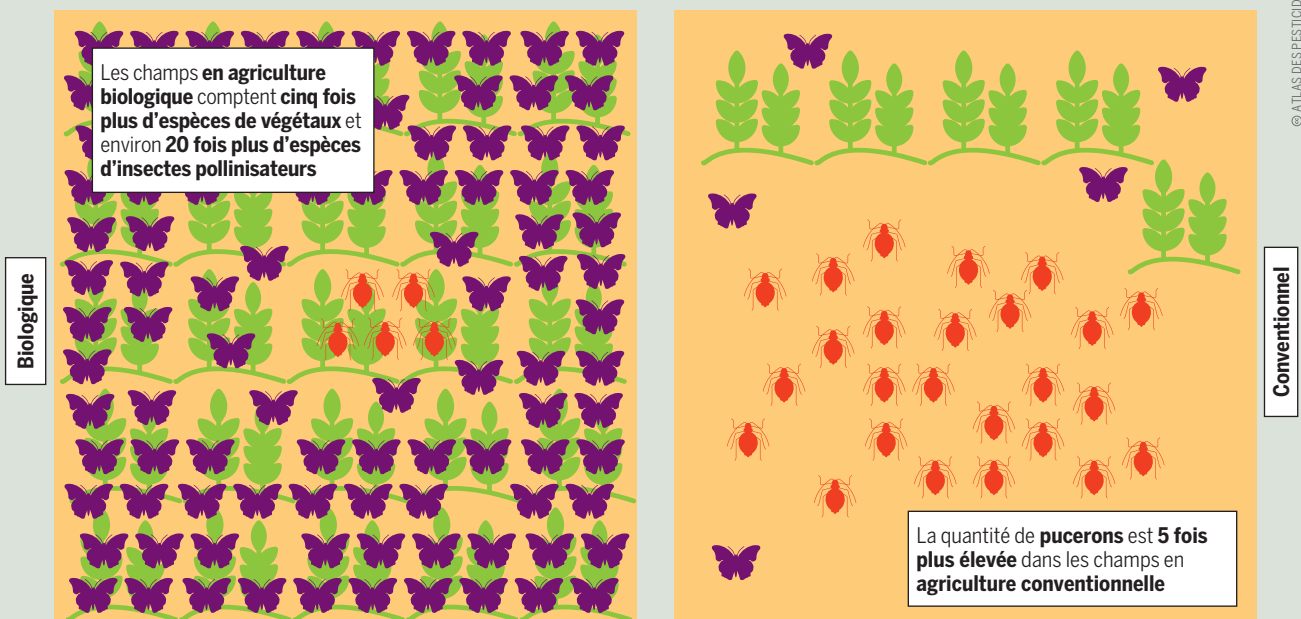 Les champs en agriculture
biologique comptent cinq fois
plus d’espèces de végétaux et
environ 20 fois plus d’espèces
d’insectes pollinisateurs
Biologique
Conventionnel
La quantité de pucerons est 5 fois
plus élevée dans les champs en
agriculture conventionnelle
ATLAS DES PESTICID